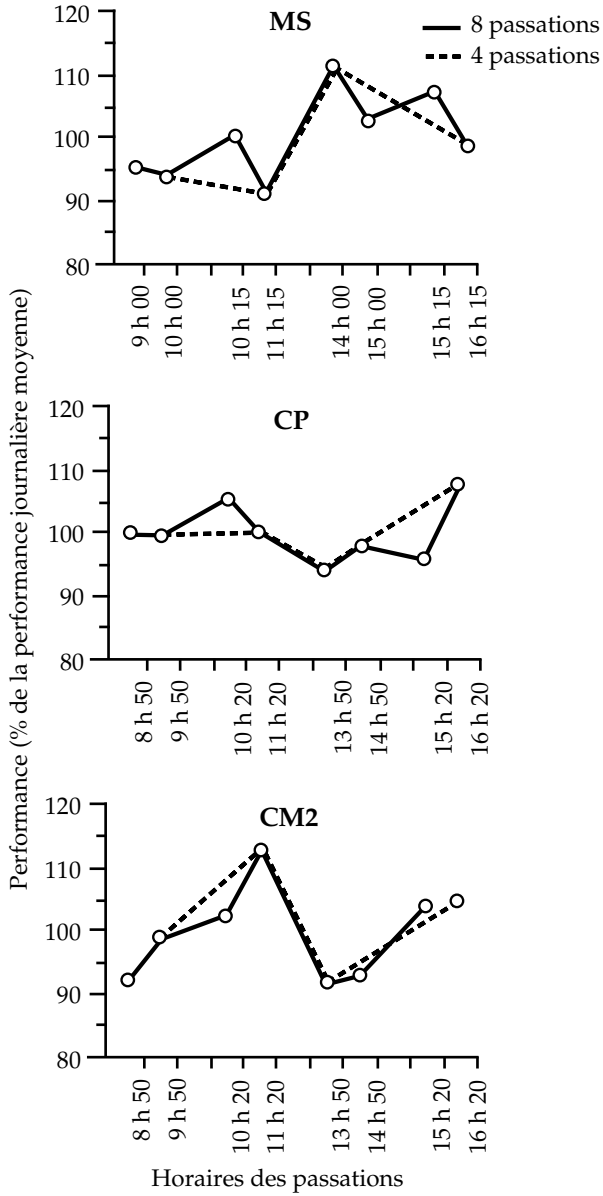 MS
8 passations
4 passations
120
110
100
90
80
9 h 00
10 h 00
10 h 15
11 h 15
14 h 00
15 h 00
15 h 15
16 h 15
Performance (% de la performance journalière moyenne)
CP
120
110
100
90
80
8 h 50
9 h 50
10 h 20
11 h 20
13 h 50
14 h 50
15 h 20
16 h 20
CM2
120
110
100
90
80
8 h 50
9 h 50
10 h 20
11 h 20
13 h 50
14 h 50
15 h 20
16 h 20
Horaires des passations